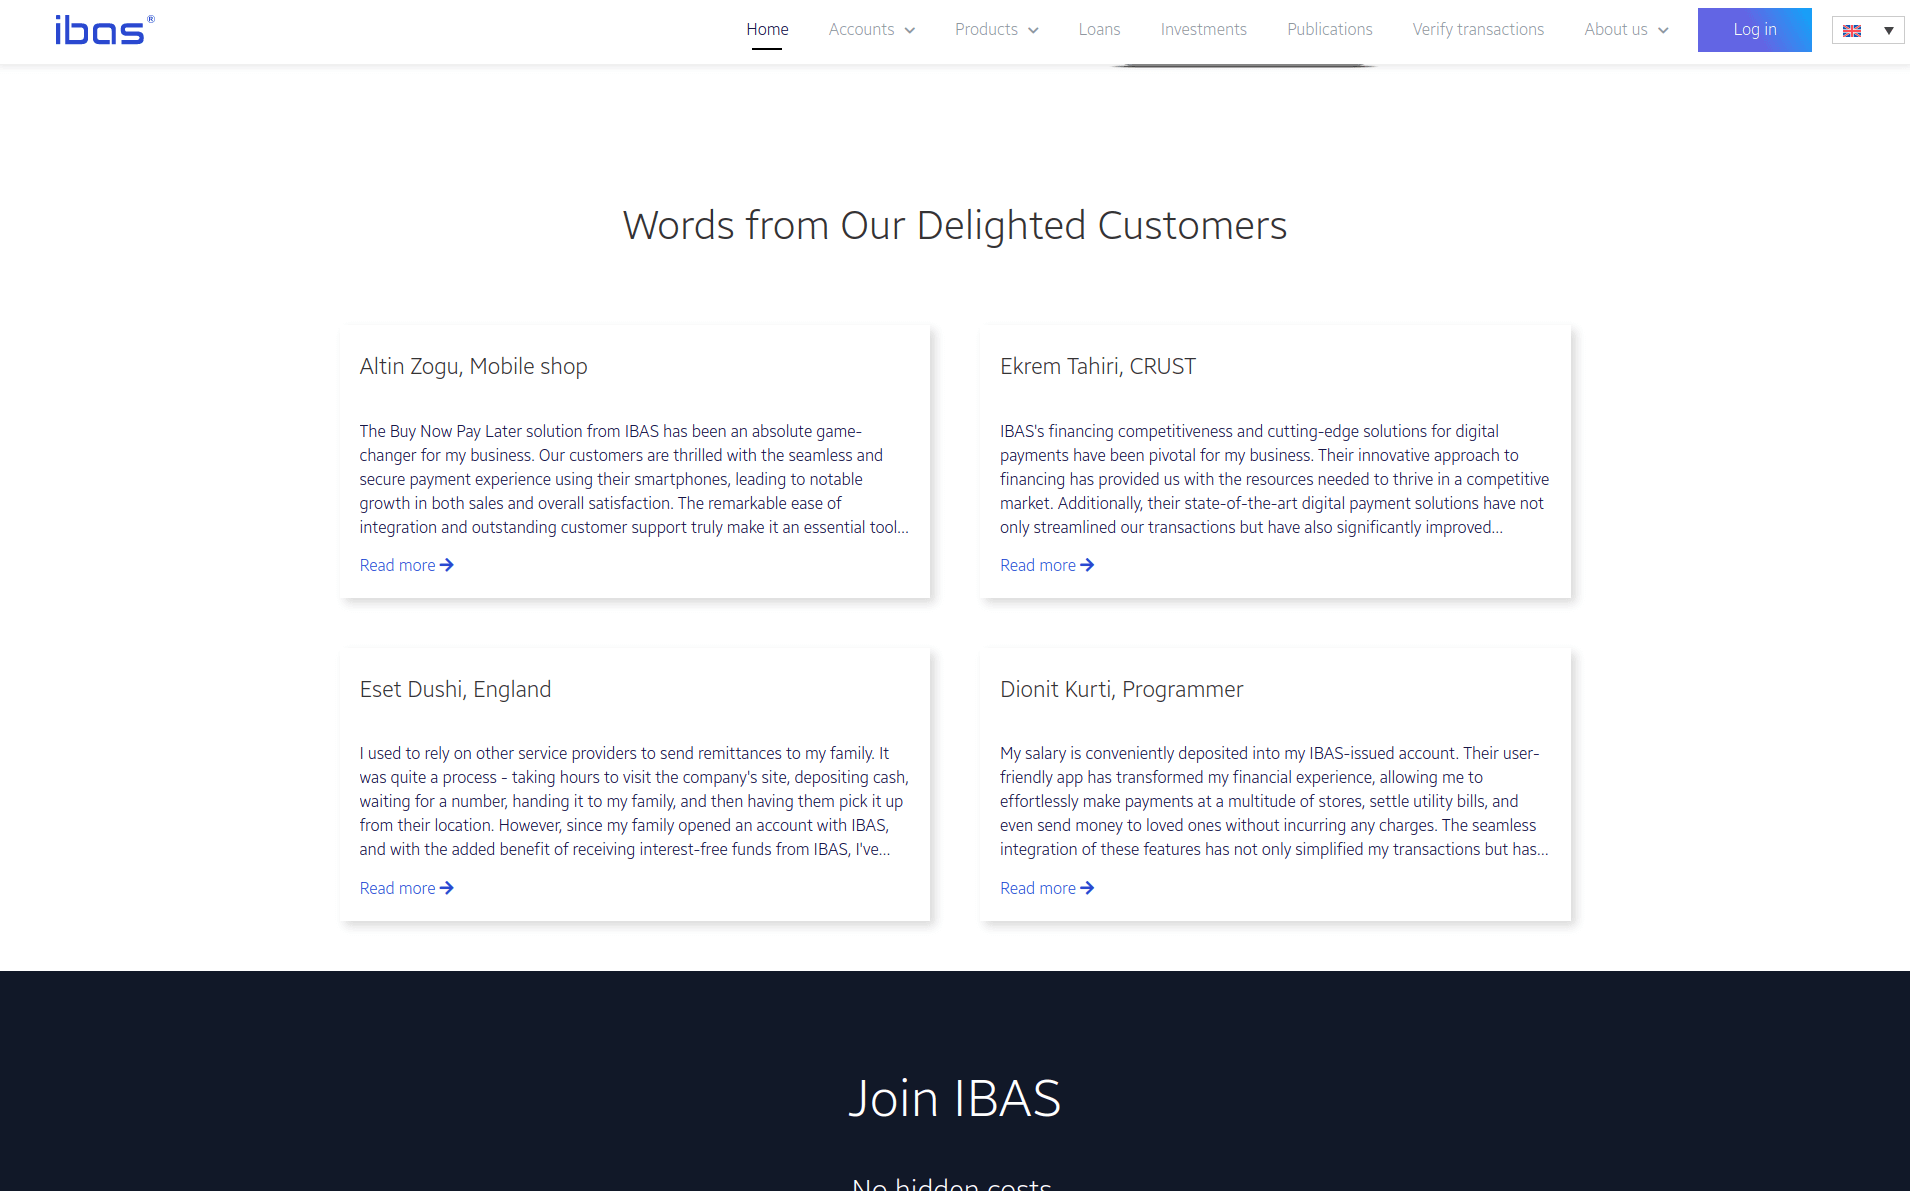 ibas®
Home
Accounts
Products
Loans
Investments
Publications
Verify transactions
About us
Log in
Words from Our Delighted Customers
Altin Zogu, Mobile shop
The Buy Now Pay Later solution from IBAS has been an absolute game-
changer for my business. Our customers are thrilled with the seamless and
secure payment experience using their smartphones, leading to notable
growth in both sales and overall satisfaction. The remarkable ease of
integration and outstanding customer support truly make it an essential tool...
Read more
Ekrem Tahiri, CRUST
IBAS's financing competitiveness and cutting-edge solutions for digital
payments have been pivotal for my business. Their innovative approach to
financing has provided us with the resources needed to thrive in a competitive
market. Additionally, their state-of-the-art digital payment solutions have not
only streamlined our transactions but have also significantly improved...
Read more
Eset Dushi, England
I used to rely on other service providers to send remittances to my family. It
was quite a process - taking hours to visit the company's site, depositing cash,
waiting for a number, handing it to my family, and then having them pick it up
from their location. However, since my family opened an account with IBAS,
and with the added benefit of receiving interest-free funds from IBAS, I've...
Read more
Dionit Kurti, Programmer
My salary is conveniently deposited into my IBAS-issued account. Their user-
friendly app has transformed my financial experience, allowing me to
effortlessly make payments at a multitude of stores, settle utility bills, and
even send money to loved ones without incurring any charges. The seamless
integration of these features has not only simplified my transactions but has...
Read more
Join IBAS
No hidden costs